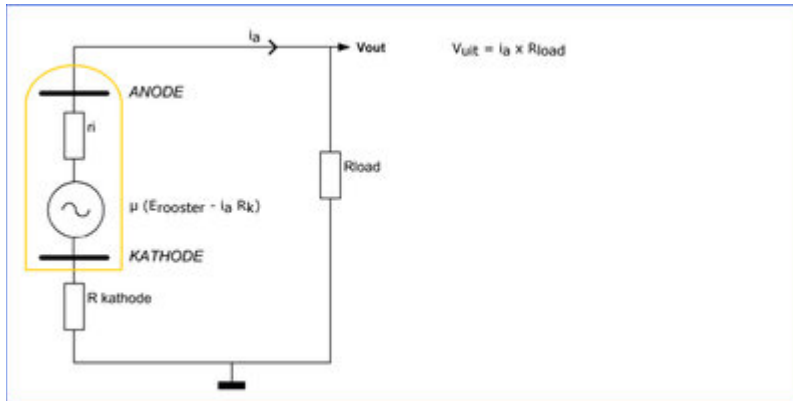 ia
Vout
Vuit = ia x Rload
ANODE
ri
Rload
µ (Erooster - ia Rk)
KATHODE
R kathode